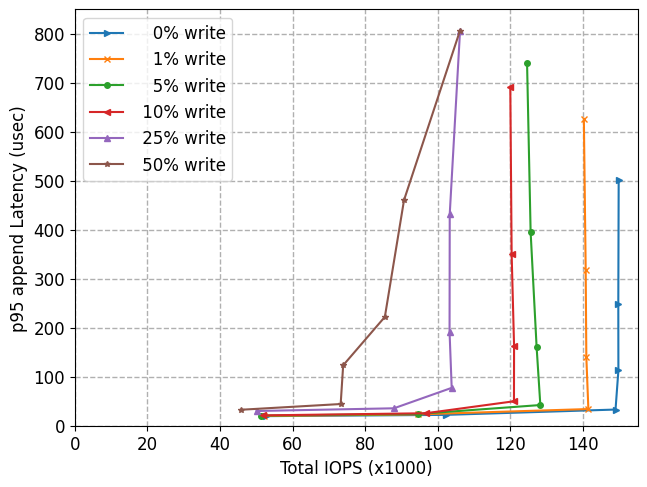 0% write
1% write
5% write
10% write
25% write
50% write
800
700
600
500
400
300
200
100
0
p95 append Latency (usec)
0 20 40 60 80 100 120 140
Total IOPS (x1000)